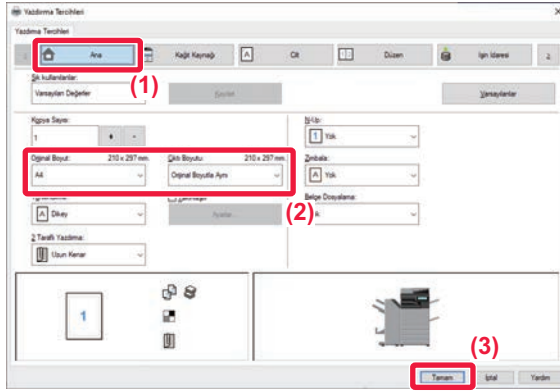 Yazdırma Tercihleri
Yazdırma Tercihleri
Ana
Kağıt Kaynağı
Cilt
Düzen
İşin İdaresi
(1)
Sık kullanılanlar:
Varsayılan Değerler
Kaydet
Varsayılanlar
Kopya Sayısı:
1
N-Up:
1 Yok
Orijinal Boyut: 210 x 297 mm.
Çıktı Boyutu: 210 x 297 mm.
Zımbala:
A4
Orijinal Boyutla Aynı
A Yok
(2)
Belge Dosyalama:
A Dikey
Ayarlar...
2 Taraflı Yazdırma:
Uzun Kenar
1
(3)
Tamam
İptal
Yardım